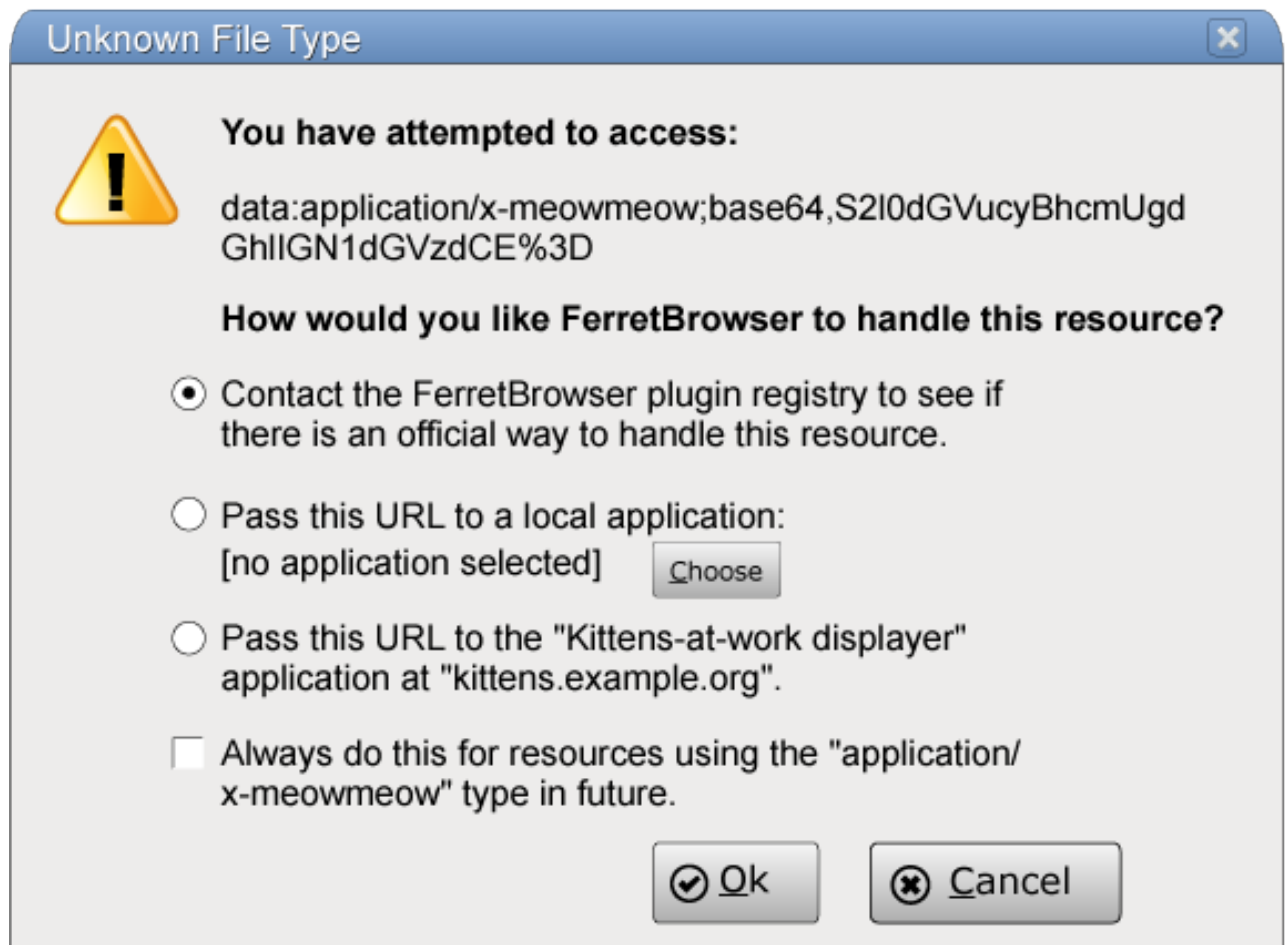 Unknown File Type
You have attempted to access:
data:application/x-meowmeow;base64,S2l0dGVucyBhcmUgd
GhlIGN1dGVzdCE%3D
How would you like FerretBrowser to handle this resource?
Contact the FerretBrowser plugin registry to see if
there is an official way to handle this resource.
Pass this URL to a local application:
[no application selected]
Choose
Pass this URL to the "Kittens-at-work displayer"
application at "kittens.example.org".
Always do this for resources using the "application/
x-meowmeow" type in future.
Ok
Cancel